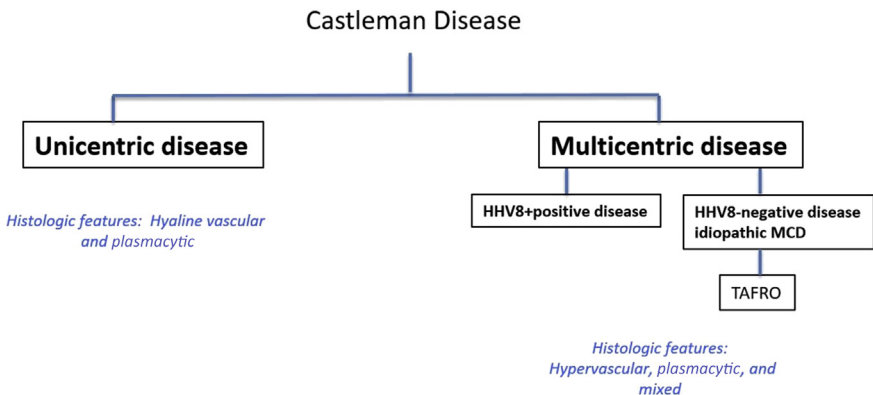 Castleman Disease
Unicentric disease
Multicentric disease
Histologic features: Hyaline vascular
and plasmacytic
HHV8+positive disease
HHV8-negative disease
idiopathic MCD
TAFRO
Histologic features:
Hypervascular, plasmacytic, and
mixed